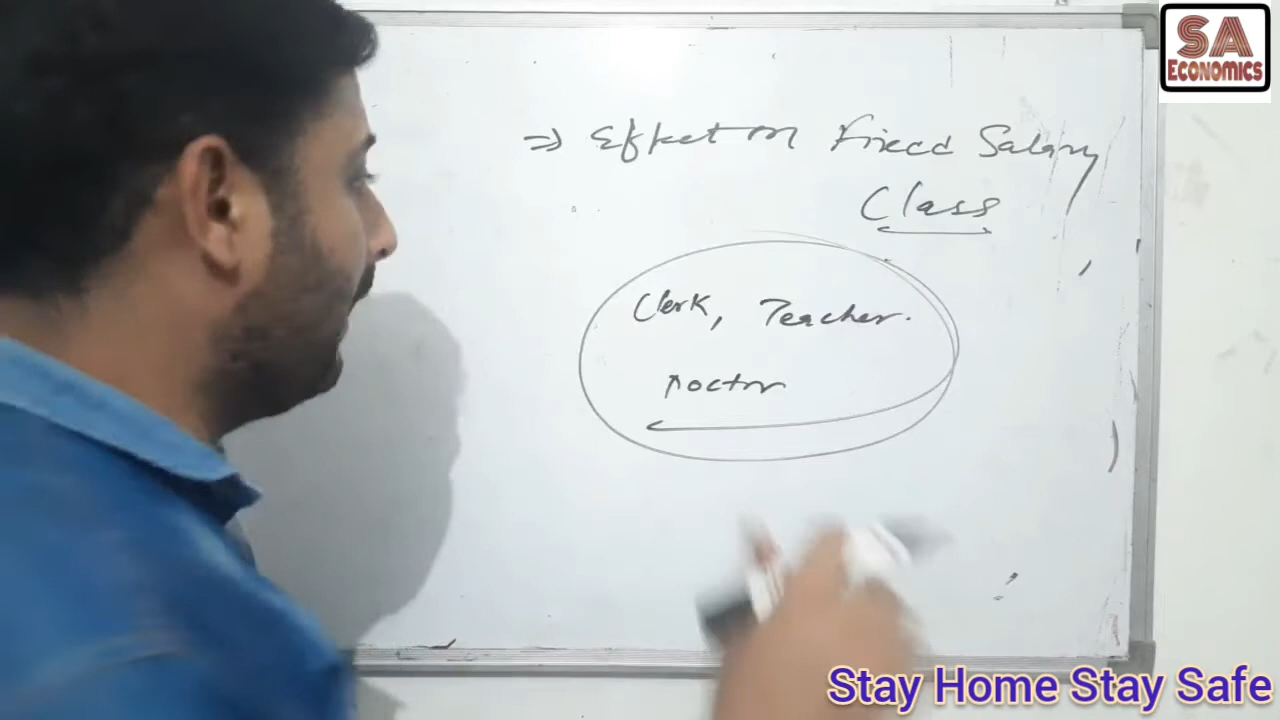 SA
ECONOMICS
⇒ Effect on Fixed Salary
Class
Clerk, Teacher.
Doctor
Stay Home Stay Safe